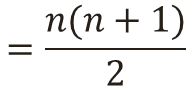 = n(n + 1) / 2